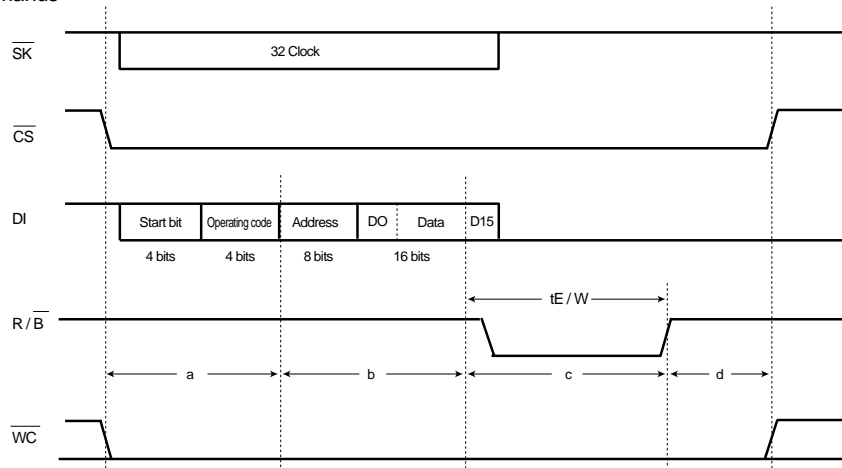 SK
32 Clock
CS
DI
Start bit Operating code Address DO Data D15
4 bits 4 bits 8 bits 16 bits
tE / W
R / B
a b c d
WC